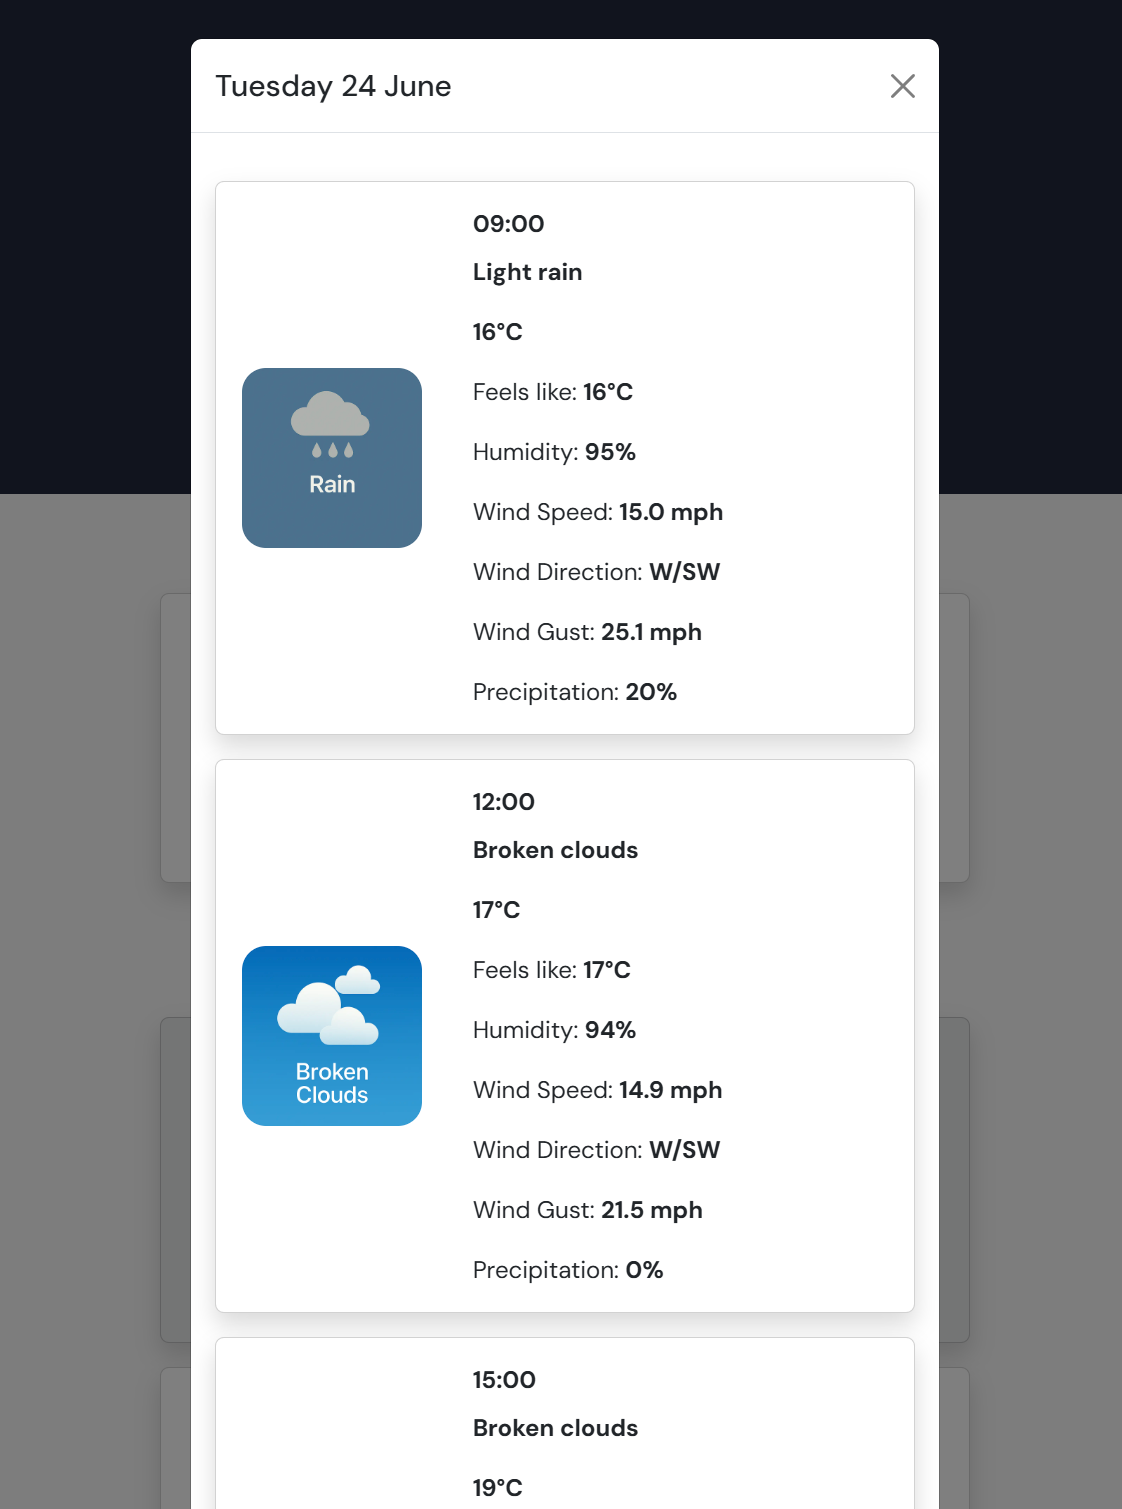 Tuesday 24 June
09:00
Light rain
16°C
Feels like: 16°C
Humidity: 95%
Wind Speed: 15.0 mph
Wind Direction: W/SW
Wind Gust: 25.1 mph
Precipitation: 20%
Rain
12:00
Broken clouds
17°C
Feels like: 17°C
Humidity: 94%
Wind Speed: 14.9 mph
Wind Direction: W/SW
Wind Gust: 21.5 mph
Precipitation: 0%
Broken
Clouds
15:00
Broken clouds
19°C